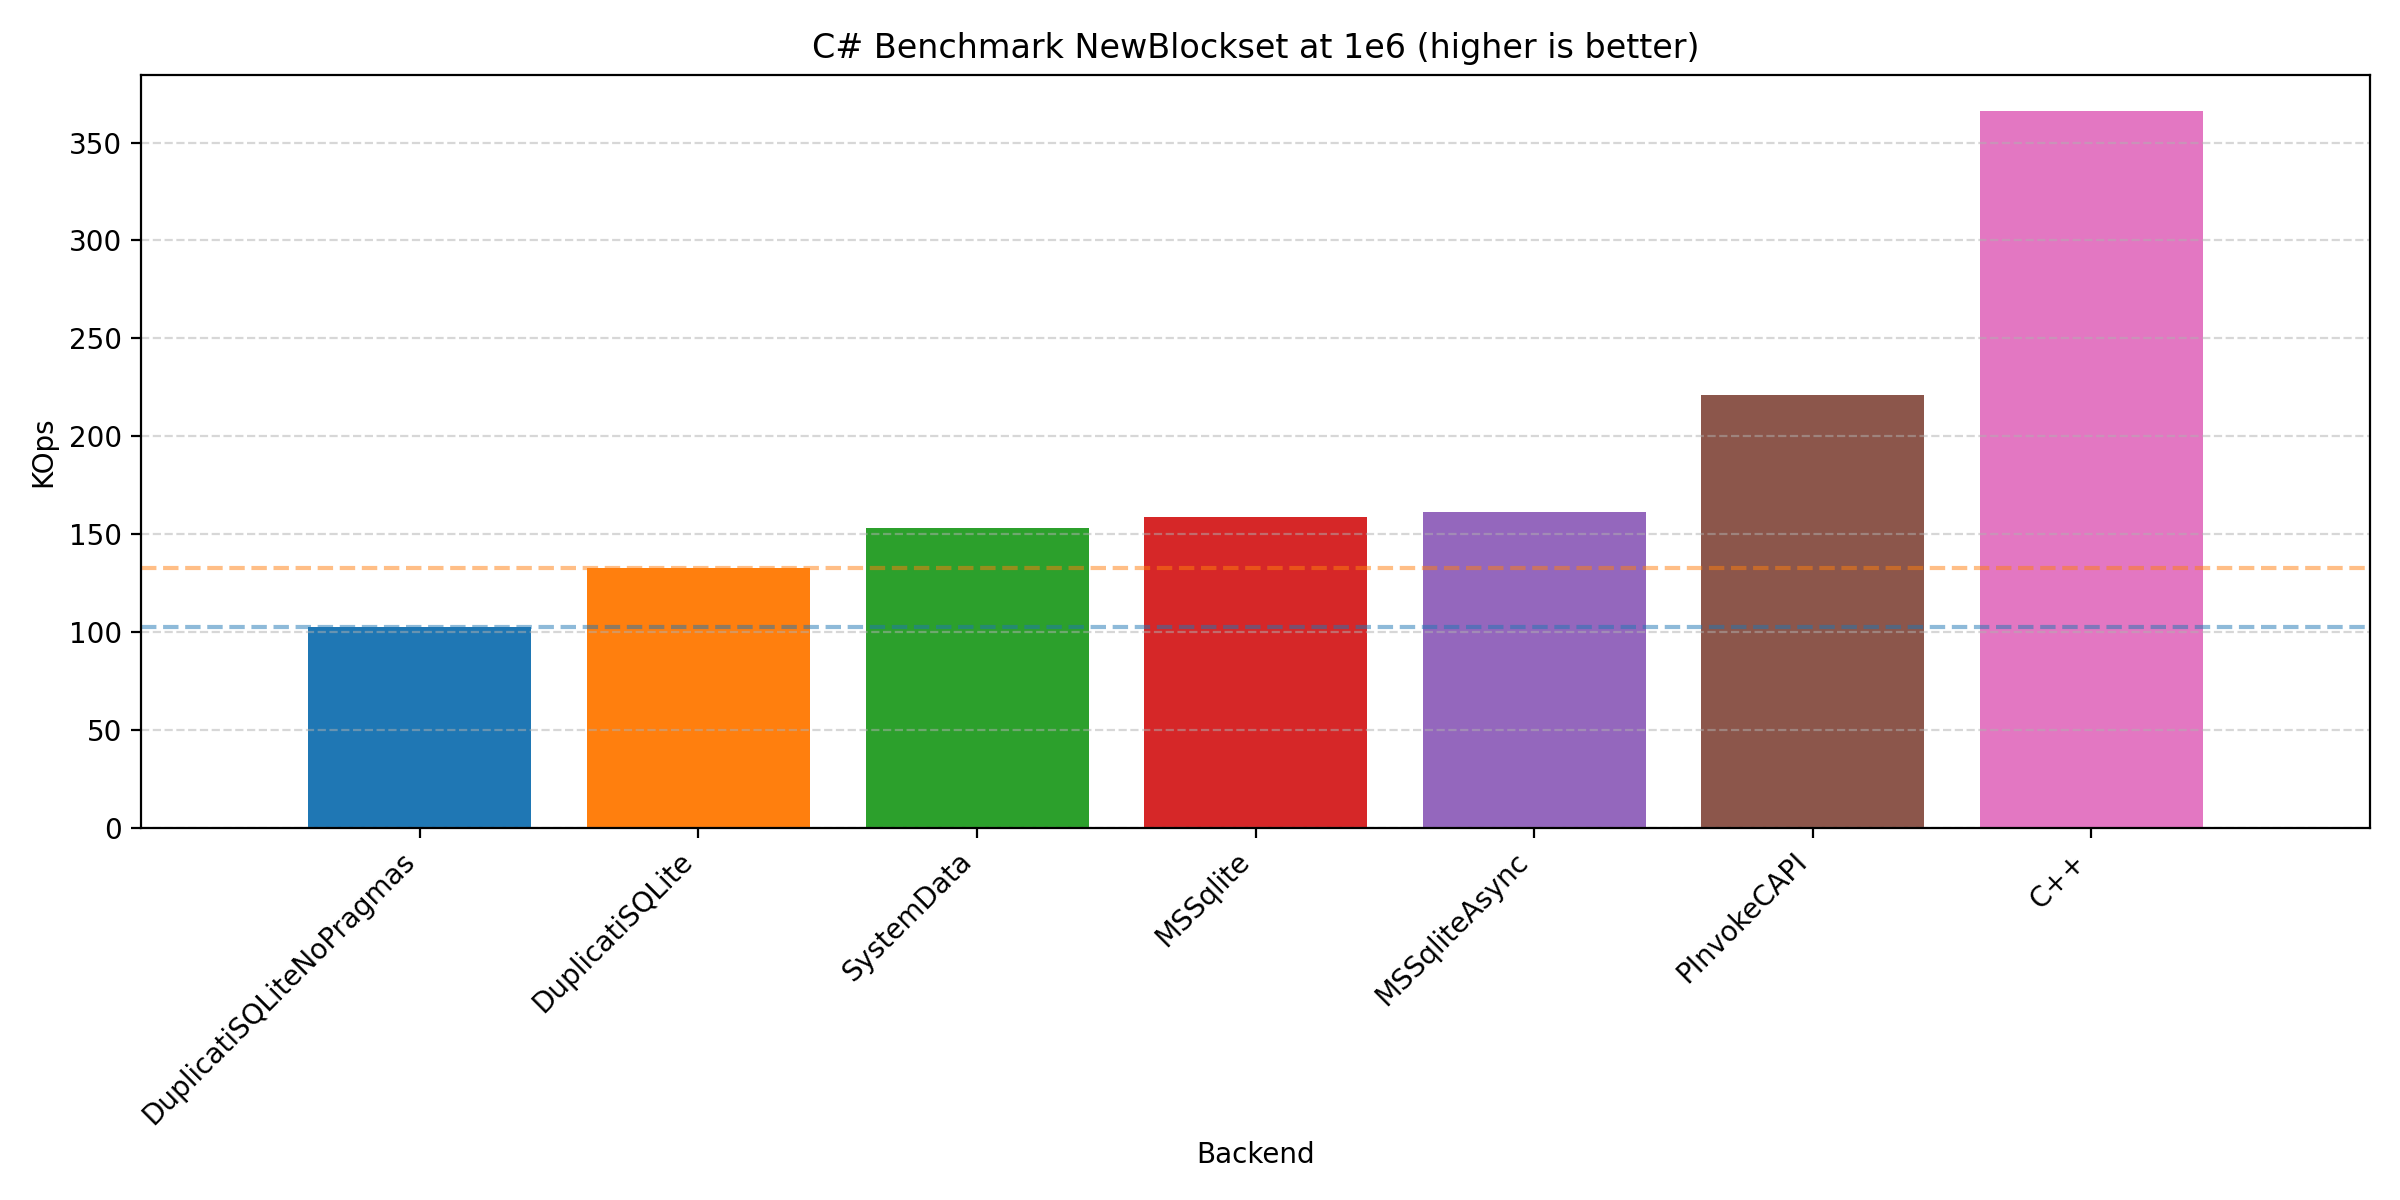 C# Benchmark NewBlockset at 1e6 (higher is better)
KOps
350
300
250
200
150
100
50
0
DuplicatiSQLiteNoPragmas
DuplicatiSQLite
SystemData
MSSqlite
MSSqliteAsync
PInvokeCAPI
C++
Backend